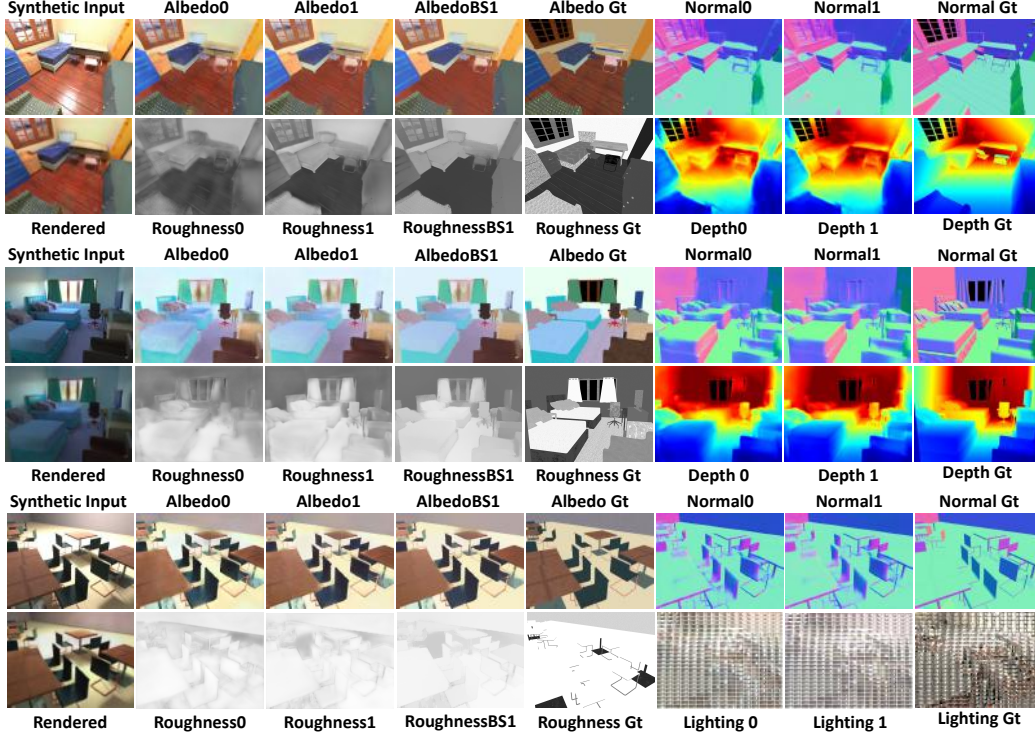 Synthetic Input Albedo0 Albedo1 AlbedoBS1 Albedo Gt Normal0 Normal1 Normal Gt
Rendered Roughness0 Roughness1 RoughnessBS1 Roughness Gt Depth0 Depth 1 Depth Gt
Synthetic Input Albedo0 Albedo1 AlbedoBS1 Albedo Gt Normal0 Normal1 Normal Gt
Rendered Roughness0 Roughness1 RoughnessBS1 Roughness Gt Depth 0 Depth 1 Depth Gt
Synthetic Input Albedo0 Albedo1 AlbedoBS1 Albedo Gt Normal0 Normal1 Normal Gt
Rendered Roughness0 Roughness1 RoughnessBS1 Roughness Gt Lighting 0 Lighting 1 Lighting Gt